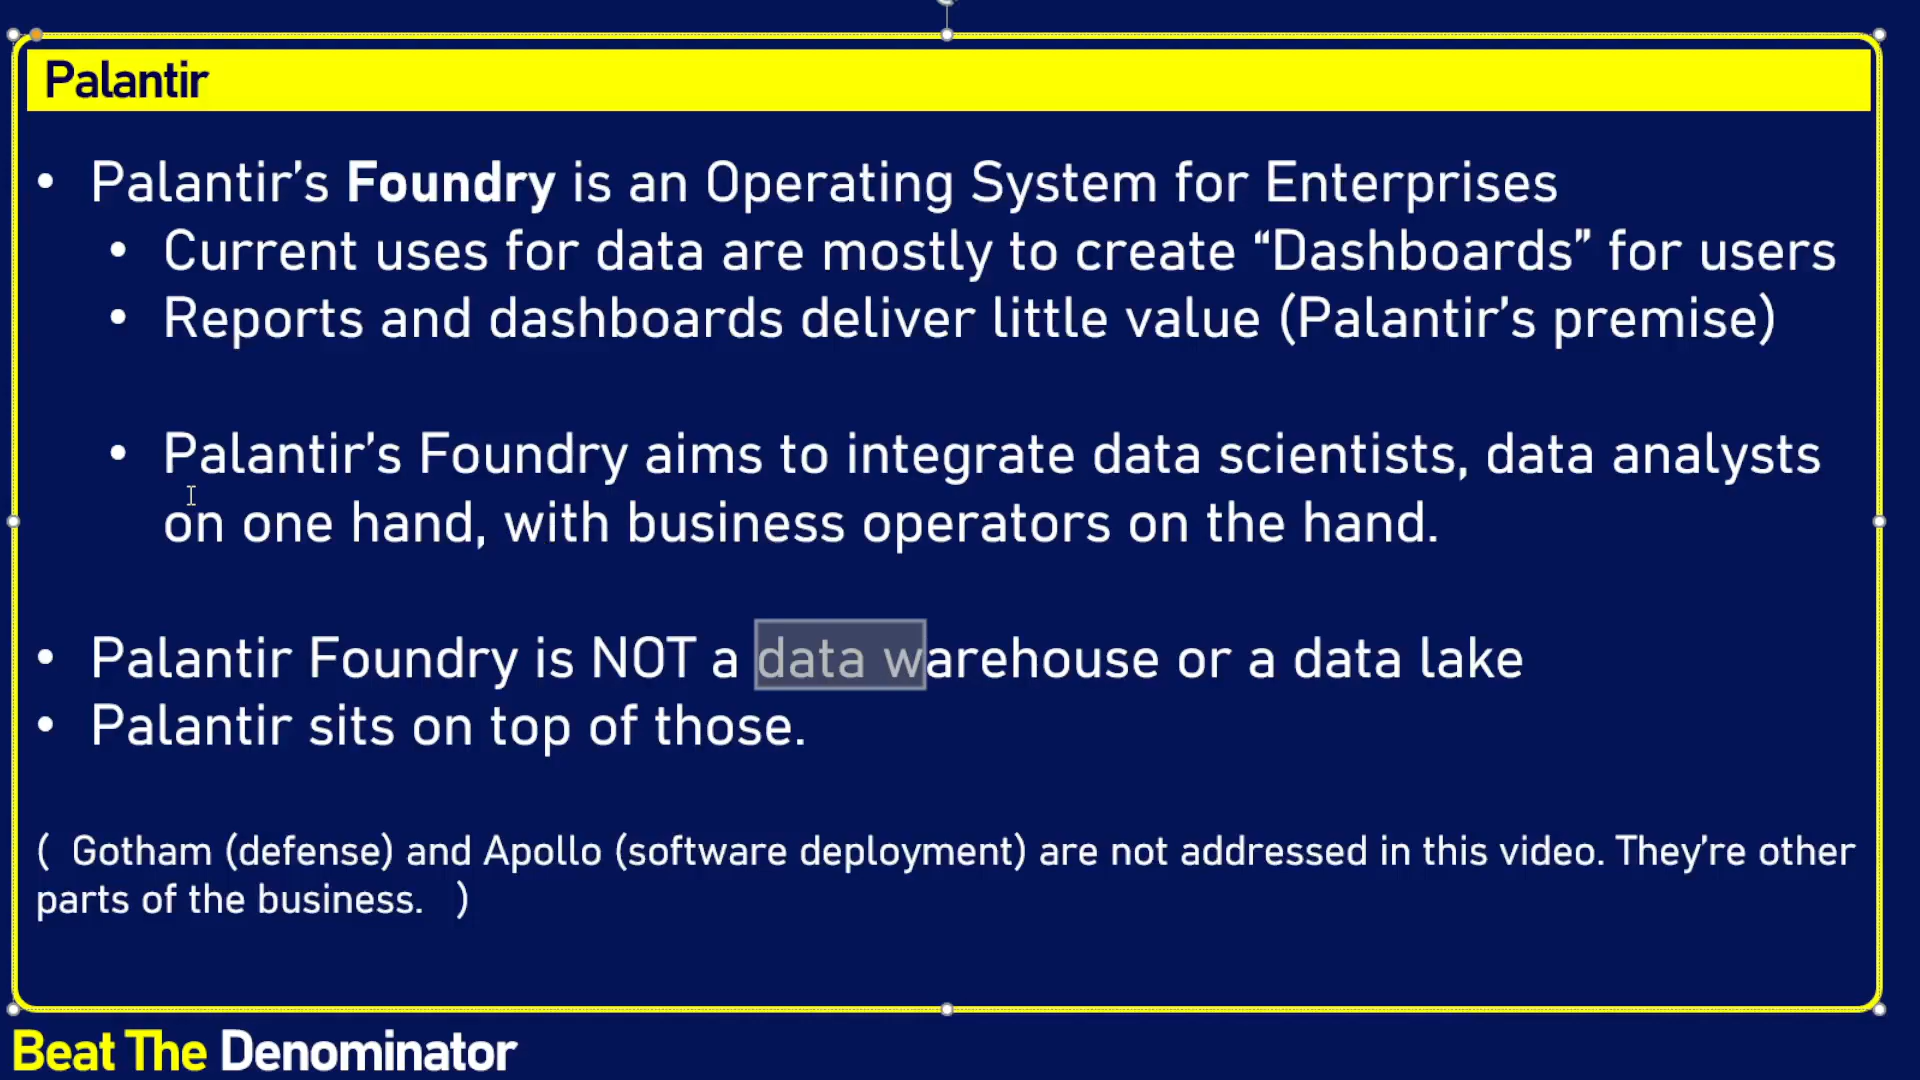 Palantir
• Palantir’s Foundry is an Operating System for Enterprises
• Current uses for data are mostly to create “Dashboards” for users
• Reports and dashboards deliver little value (Palantir’s premise)
• Palantir’s Foundry aims to integrate data scientists, data analysts
on one hand, with business operators on the hand.
• Palantir Foundry is NOT a data warehouse or a data lake
• Palantir sits on top of those.
( Gotham (defense) and Apollo (software deployment) are not addressed in this video. They’re other
parts of the business. )
Beat The Denominator